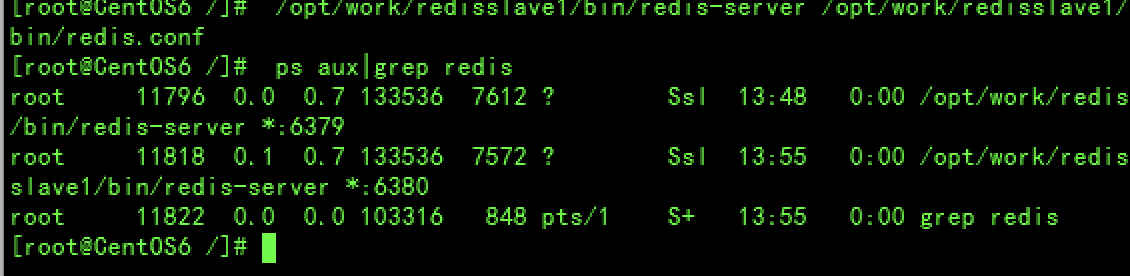 [root@CentOS6 /]#  /opt/work/redisslave1/bin/redis-server /opt/work/redisslave1/
bin/redis.conf
[root@CentOS6 /]#  ps aux|grep redis
root     11796  0.0  0.7 133536  7612 ?        Ssl  13:48   0:00 /opt/work/redis
/bin/redis-server *:6379
root     11818  0.1  0.7 133536  7572 ?        Ssl  13:55   0:00 /opt/work/redis
slave1/bin/redis-server *:6380
root     11822  0.0  0.0 103316   848 pts/1    S+   13:55   0:00 grep redis
[root@CentOS6 /]#